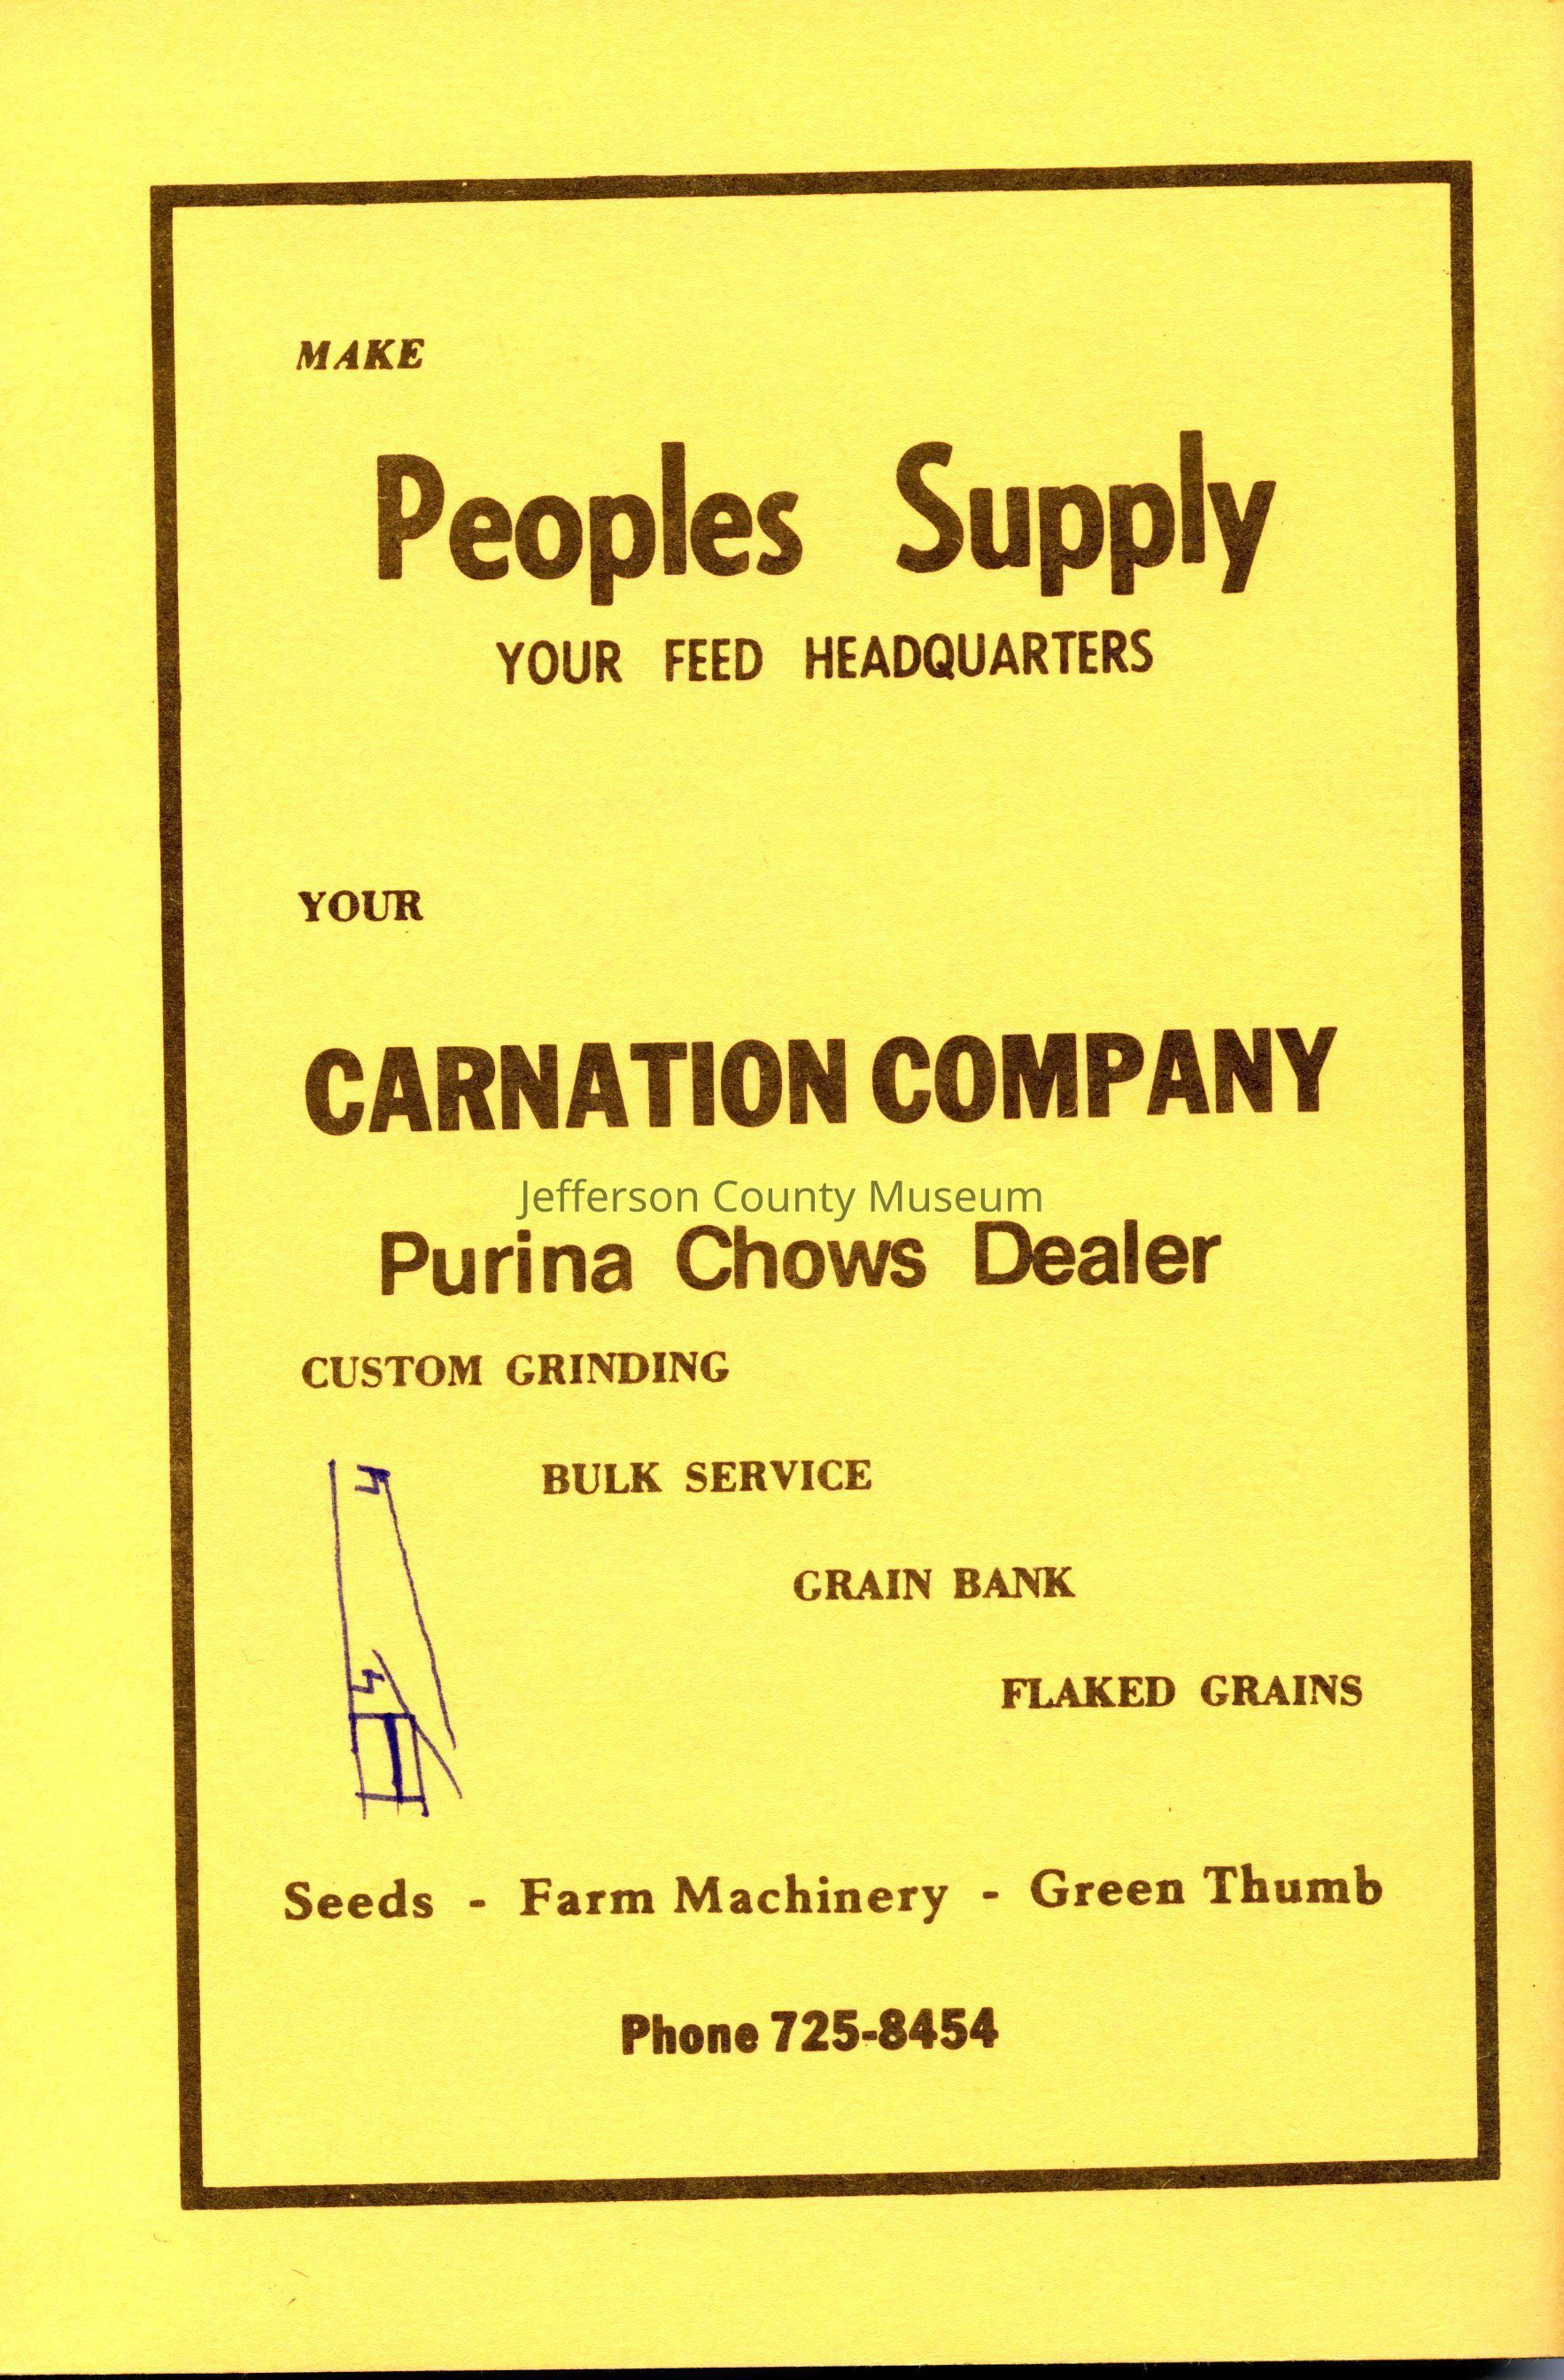 MAKE
Peoples Supply
YOUR FEED HEADQUARTERS
YOUR
CARNATION COMPANY
Jefferson County Museum
Purina Chows Dealer
CUSTOM GRINDING
BULK SERVICE
GRAIN BANK
FLAKED GRAINS
Seeds - Farm Machinery - Green Thumb
Phone 725-8454